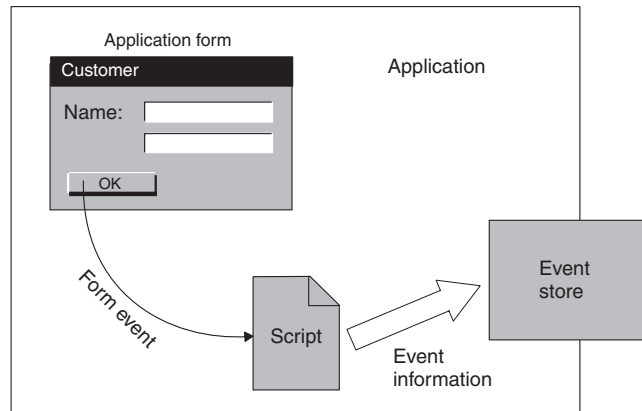 Application form
Customer
Application
Name:
OK
Form event
Script
Event
store
Event
information